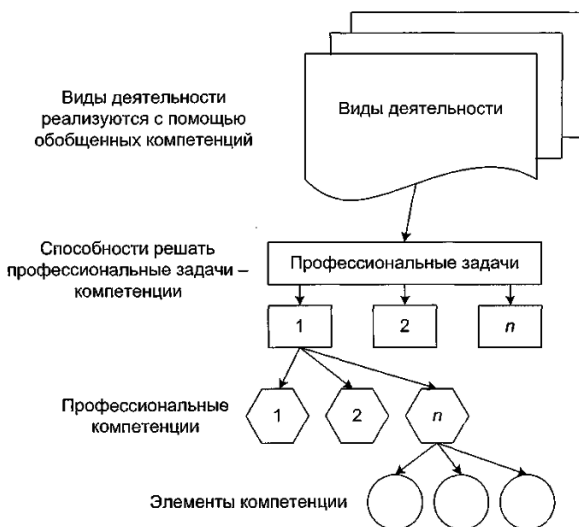 Виды деятельности
реализуются с помощью
обобщенных компетенций
Виды деятельности
Способности решать
профессиональные задачи –
компетенции
Профессиональные задачи
1
2
n
Профессиональные
компетенции
1
2
n
Элементы компетенции